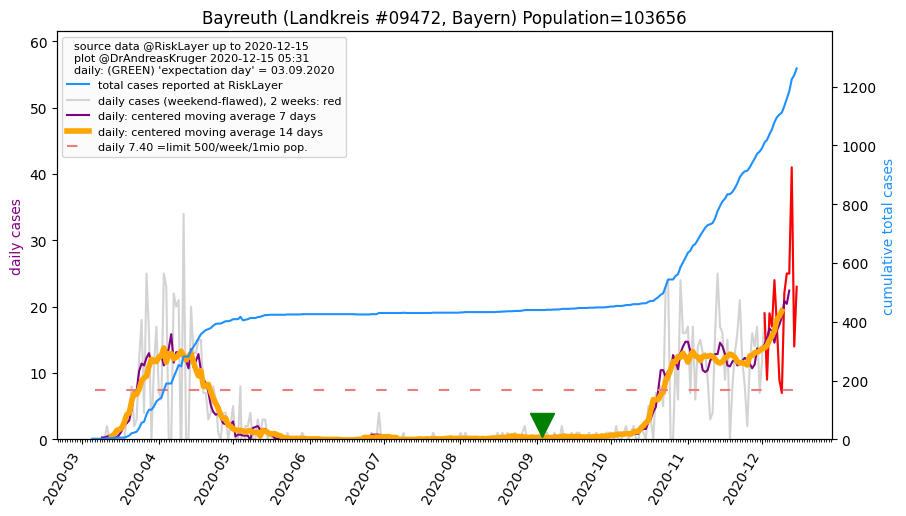 Bayreuth (Landkreis #09472, Bayern) Population=103656
source data @RiskLayer up to 2020-12-15
plot @DrAndreasKruger 2020-12-15 05:31
daily: (GREEN) 'expectation day' = 03.09.2020
total cases reported at RiskLayer
daily cases (weekend-flawed), 2 weeks: red
daily: centered moving average 7 days
daily: centered moving average 14 days
daily 7.40 =limit 500/week/1mio pop.
daily cases
60
50
40
30
20
10
0
cumulative total cases
1200
1000
800
600
400
200
0
2020-03
2020-04
2020-05
2020-06
2020-07
2020-08
2020-09
2020-10
2020-11
2020-12